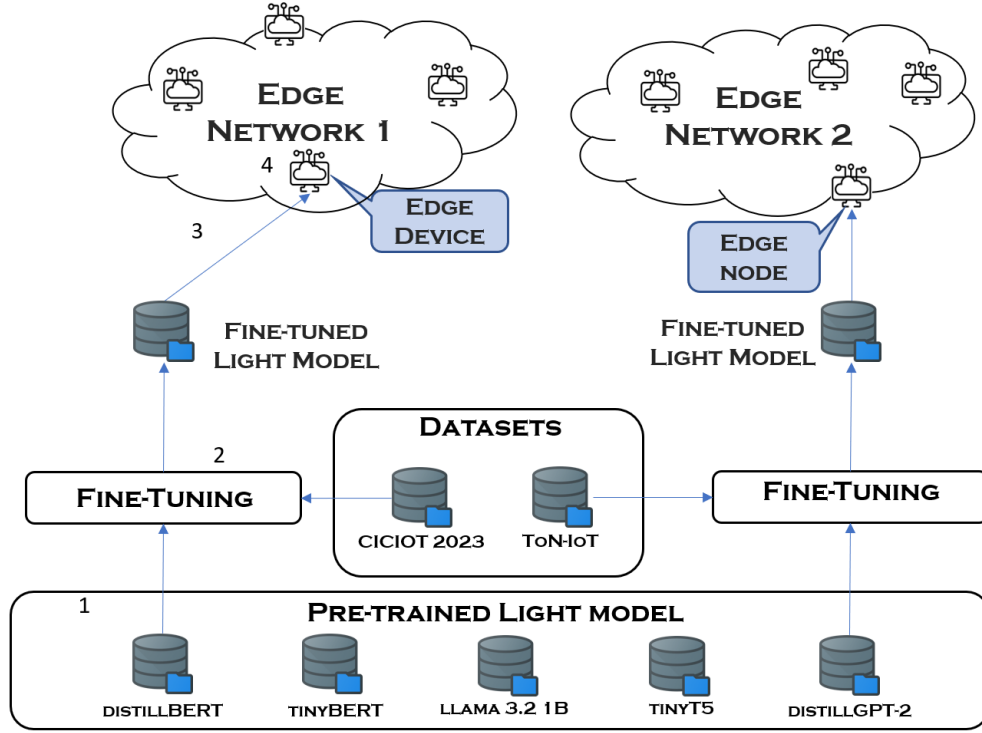 Edge
Network 1
4
Edge
Device
3
Edge
Network 2
Edge
node
Fine-tuned
Light Model
Fine-tuned
Light Model
Datasets
2
Fine-Tuning
CICIOT 2023
ToN-IoT
Fine-Tuning
1
Pre-trained Light model
distillBERT
tinyBERT
Llama 3.2 1B
tinyT5
distillGPT-2